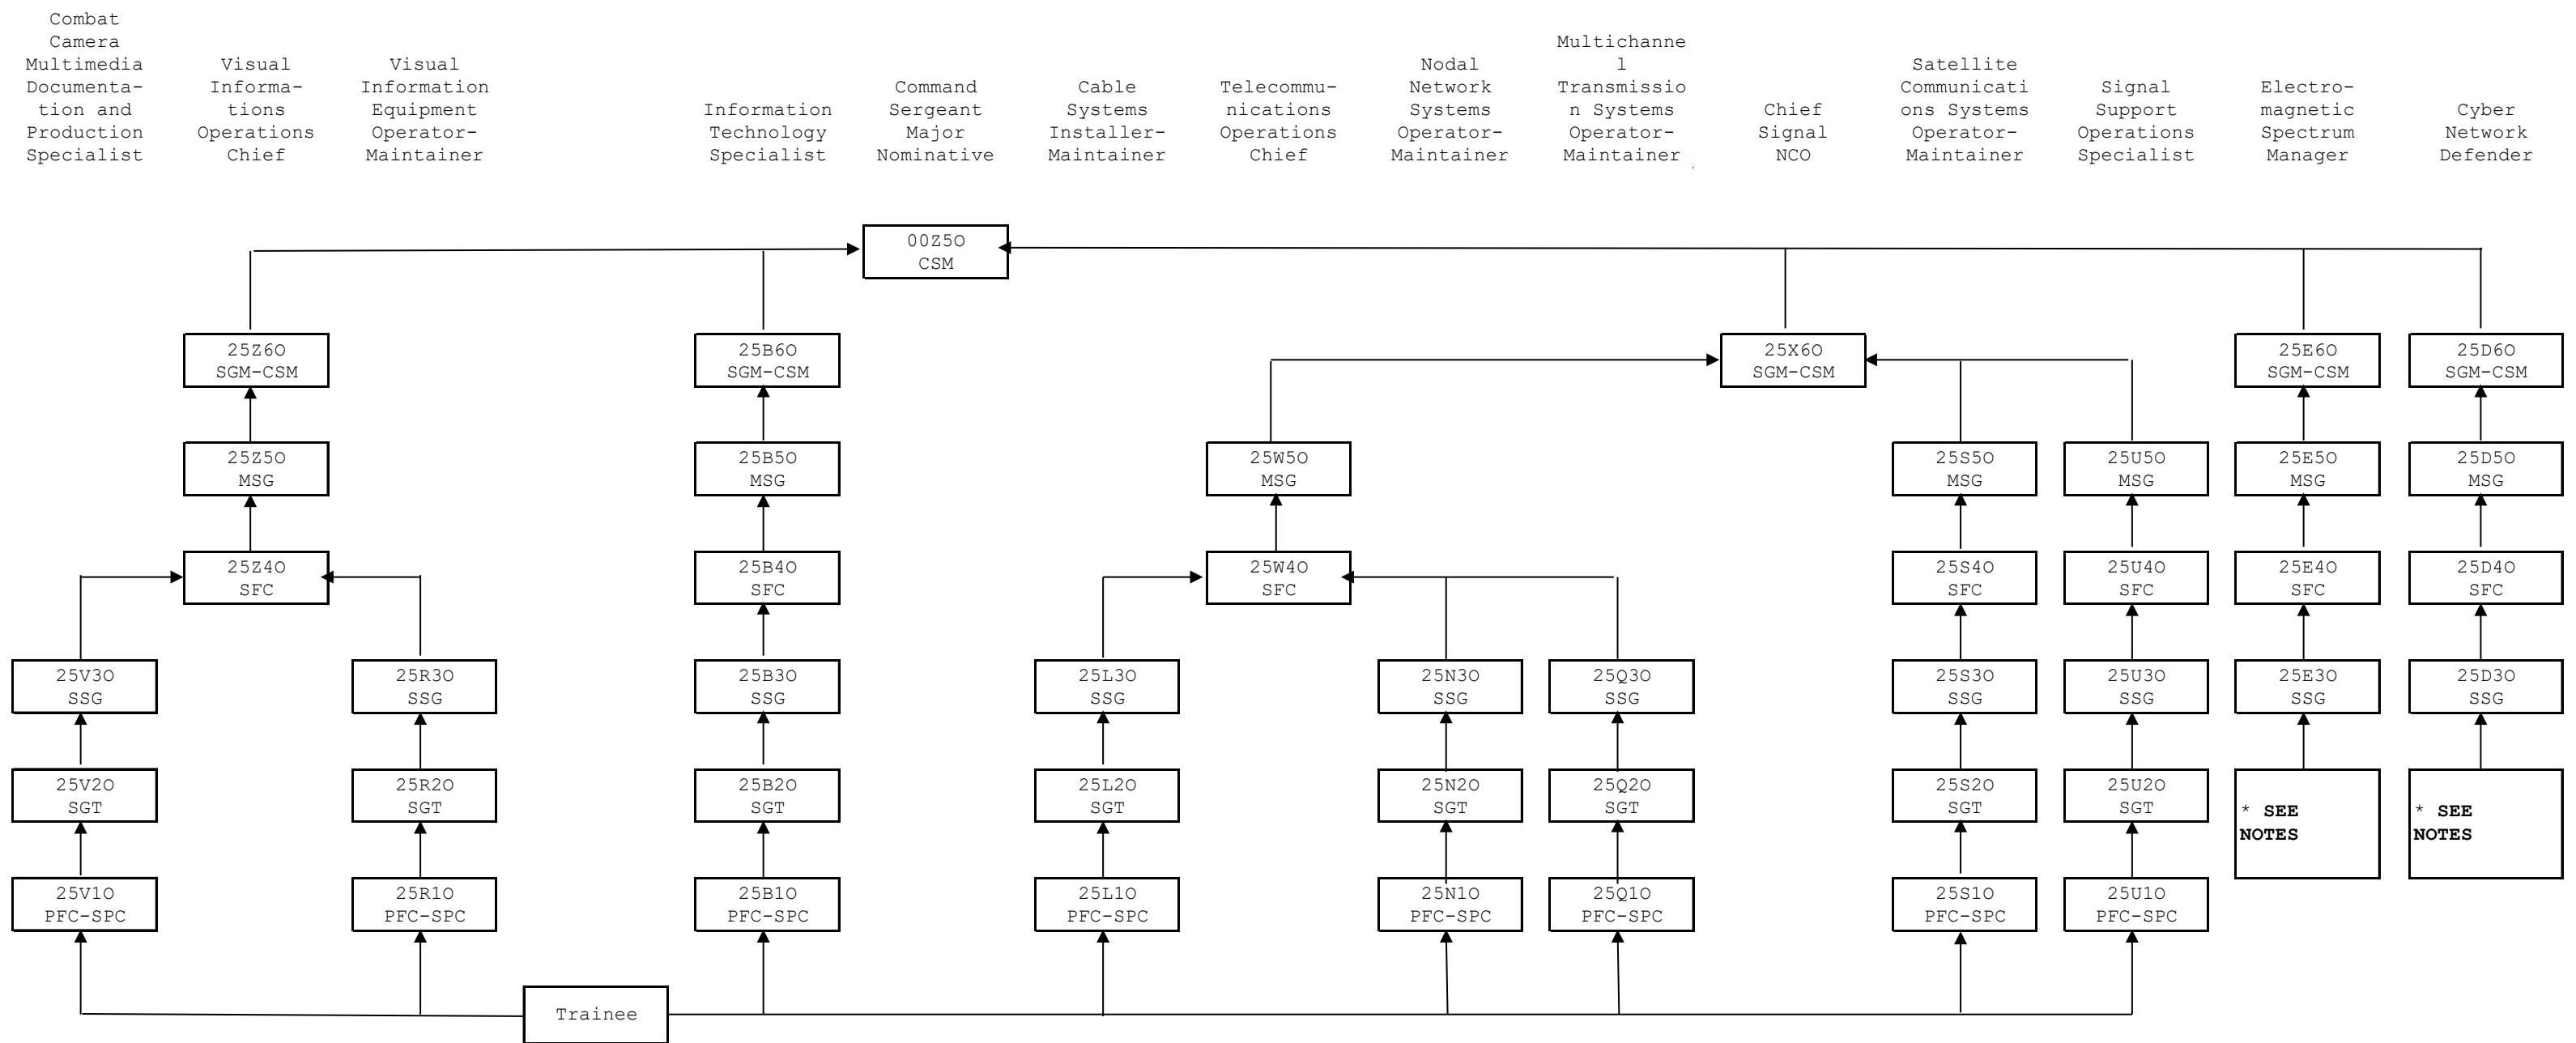 Combat
Camera
Multimedia
Documenta-
tion and
Production
Specialist
Visual
Informa-
tions
Operations
Chief
Visual
Information
Equipment
Operator-
Maintainer
Information
Technology
Specialist
Command
Sergeant
Major
Nominative
Cable
Systems
Installer-
Maintainer
Telecommu-
nications
Operations
Chief
Nodal
Network
Systems
Operator-
Maintainer
Multichanne
l
Transmissio
n Systems
Operator-
Maintainer
Chief
Signal
NCO
Satellite
Communicati
ons Systems
Operator-
Maintainer
Signal
Support
Operations
Specialist
Electro-
magnetic
Spectrum
Manager
Cyber
Network
Defender
00Z5O
CSM
25Z6O
SGM-CSM
25B6O
SGM-CSM
25X6O
SGM-CSM
25E6O
SGM-CSM
25D6O
SGM-CSM
25Z5O
MSG
25B5O
MSG
25W5O
MSG
25S5O
MSG
25U5O
MSG
25E5O
MSG
25D5O
MSG
25Z4O
SFC
25B4O
SFC
25W4O
SFC
25S4O
SFC
25U4O
SFC
25E4O
SFC
25D4O
SFC
25V3O
SSG
25R3O
SSG
25B3O
SSG
25L3O
SSG
25N3O
SSG
25Q3O
SSG
25S3O
SSG
25U3O
SSG
25E3O
SSG
25D3O
SSG
25V2O
SGT
25R2O
SGT
25B2O
SGT
25L2O
SGT
25N2O
SGT
25Q2O
SGT
25S2O
SGT
25U2O
SGT
* SEE
NOTES
* SEE
NOTES
25V1O
PFC-SPC
25R1O
PFC-SPC
25B1O
PFC-SPC
25L1O
PFC-SPC
25N1O
PFC-SPC
25Q1O
PFC-SPC
25S1O
PFC-SPC
25U1O
PFC-SPC
Trainee